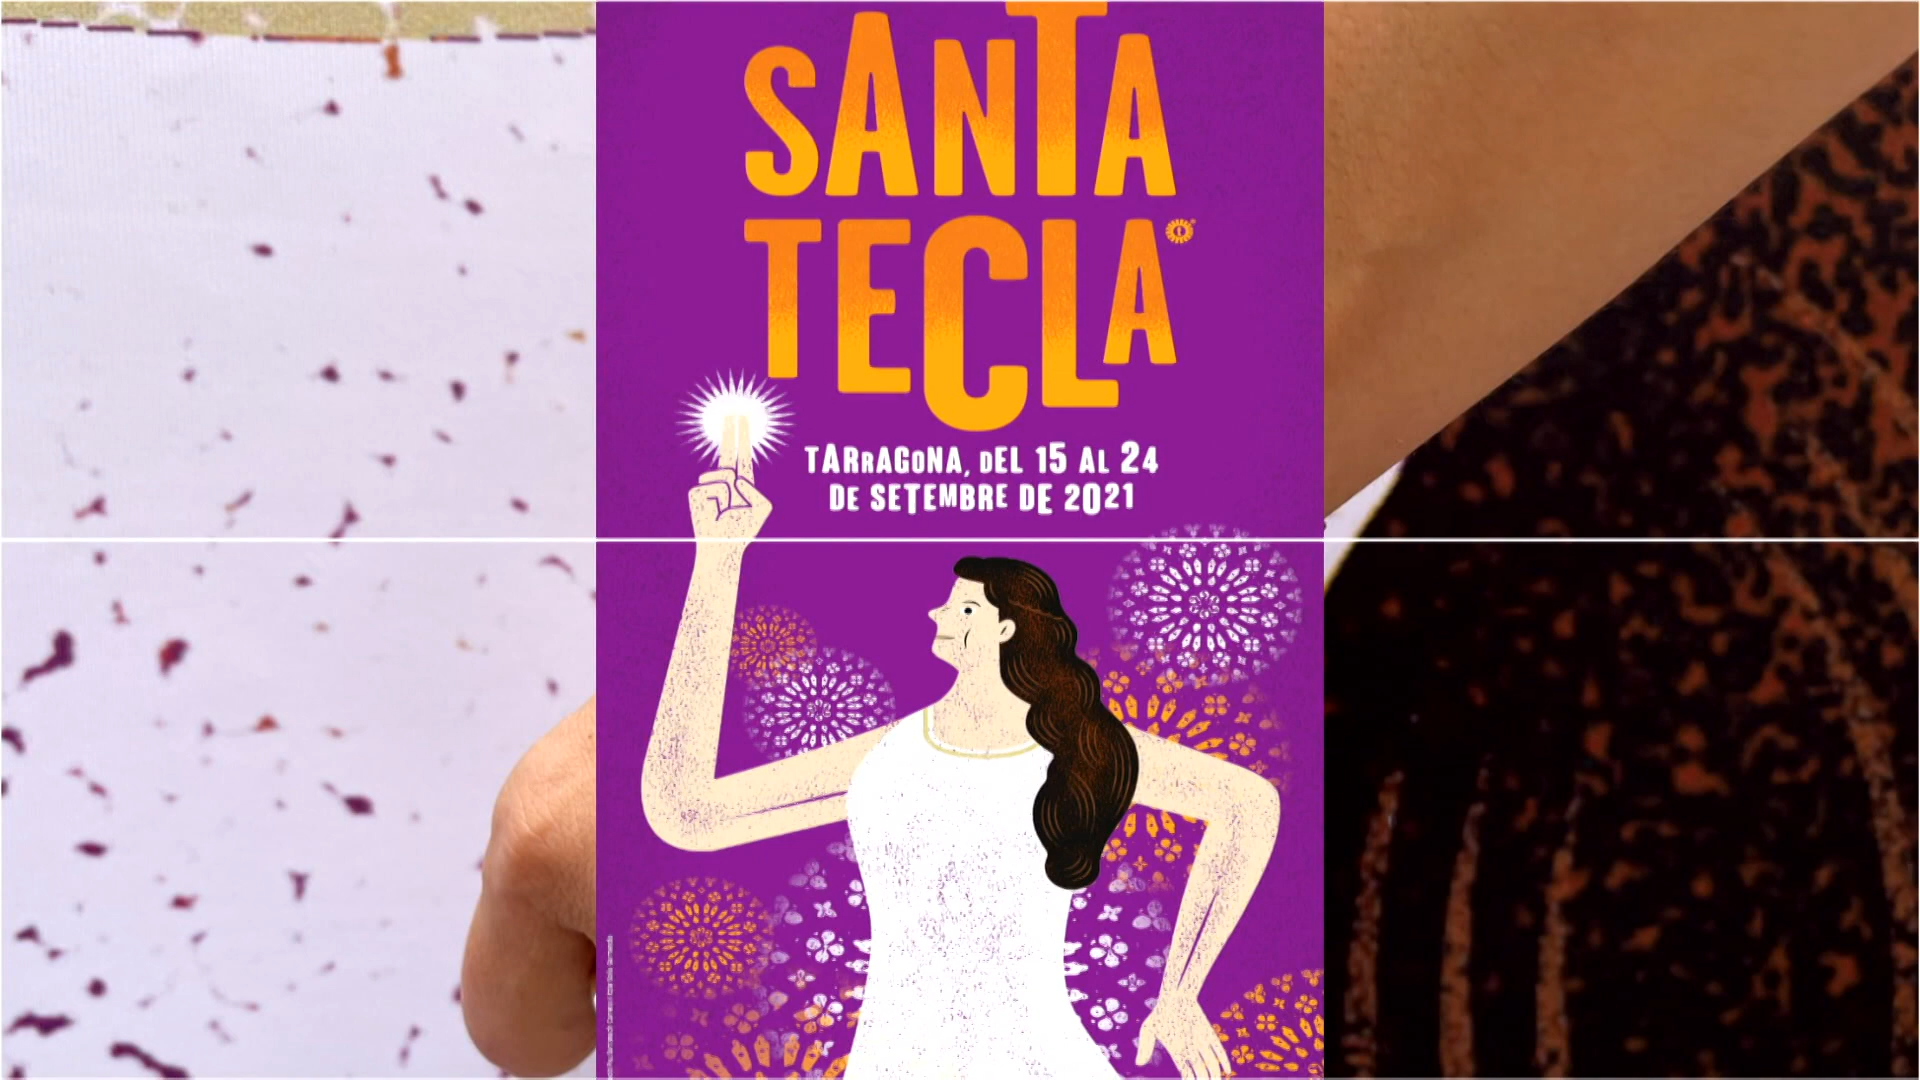 SANTA
TECLA
TARRAGONA, DEL 15 AL 24
DE SETEMBRE DE 2021